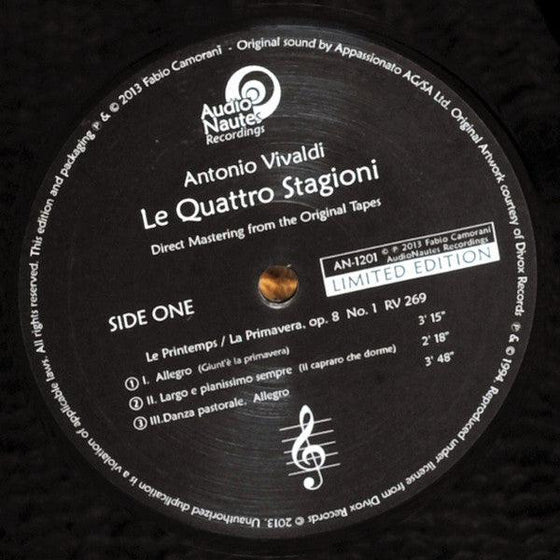 This edition and packaging ℗ & © 2013 Fabio Camorani - Original sound by Appassionato AG/SA Ltd. Original Artwork courtesy of Divox Records ℗ © 1994. Reproduced under license from Divox Records © 2013. Unauthorized duplication is a violation of applicable laws. All rights reserved.
Audio
Nautes
Recordings
Antonio Vivaldi
Le Quattro Stagioni
Direct Mastering from the Original Tapes
AN-1201 © ℗ 2013 Fabio Camorani
AudioNautes Recordings
LIMITED EDITION
SIDE ONE
Le Printemps / La Primavera, op. 8 No. 1 RV 269
1 I. Allegro (Giunt'è la primavera) 3' 15"
2 II. Largo e pianissimo sempre (Il capraro che dorme) 2' 18"
3 III.Danza pastorale. Allegro 3' 48"